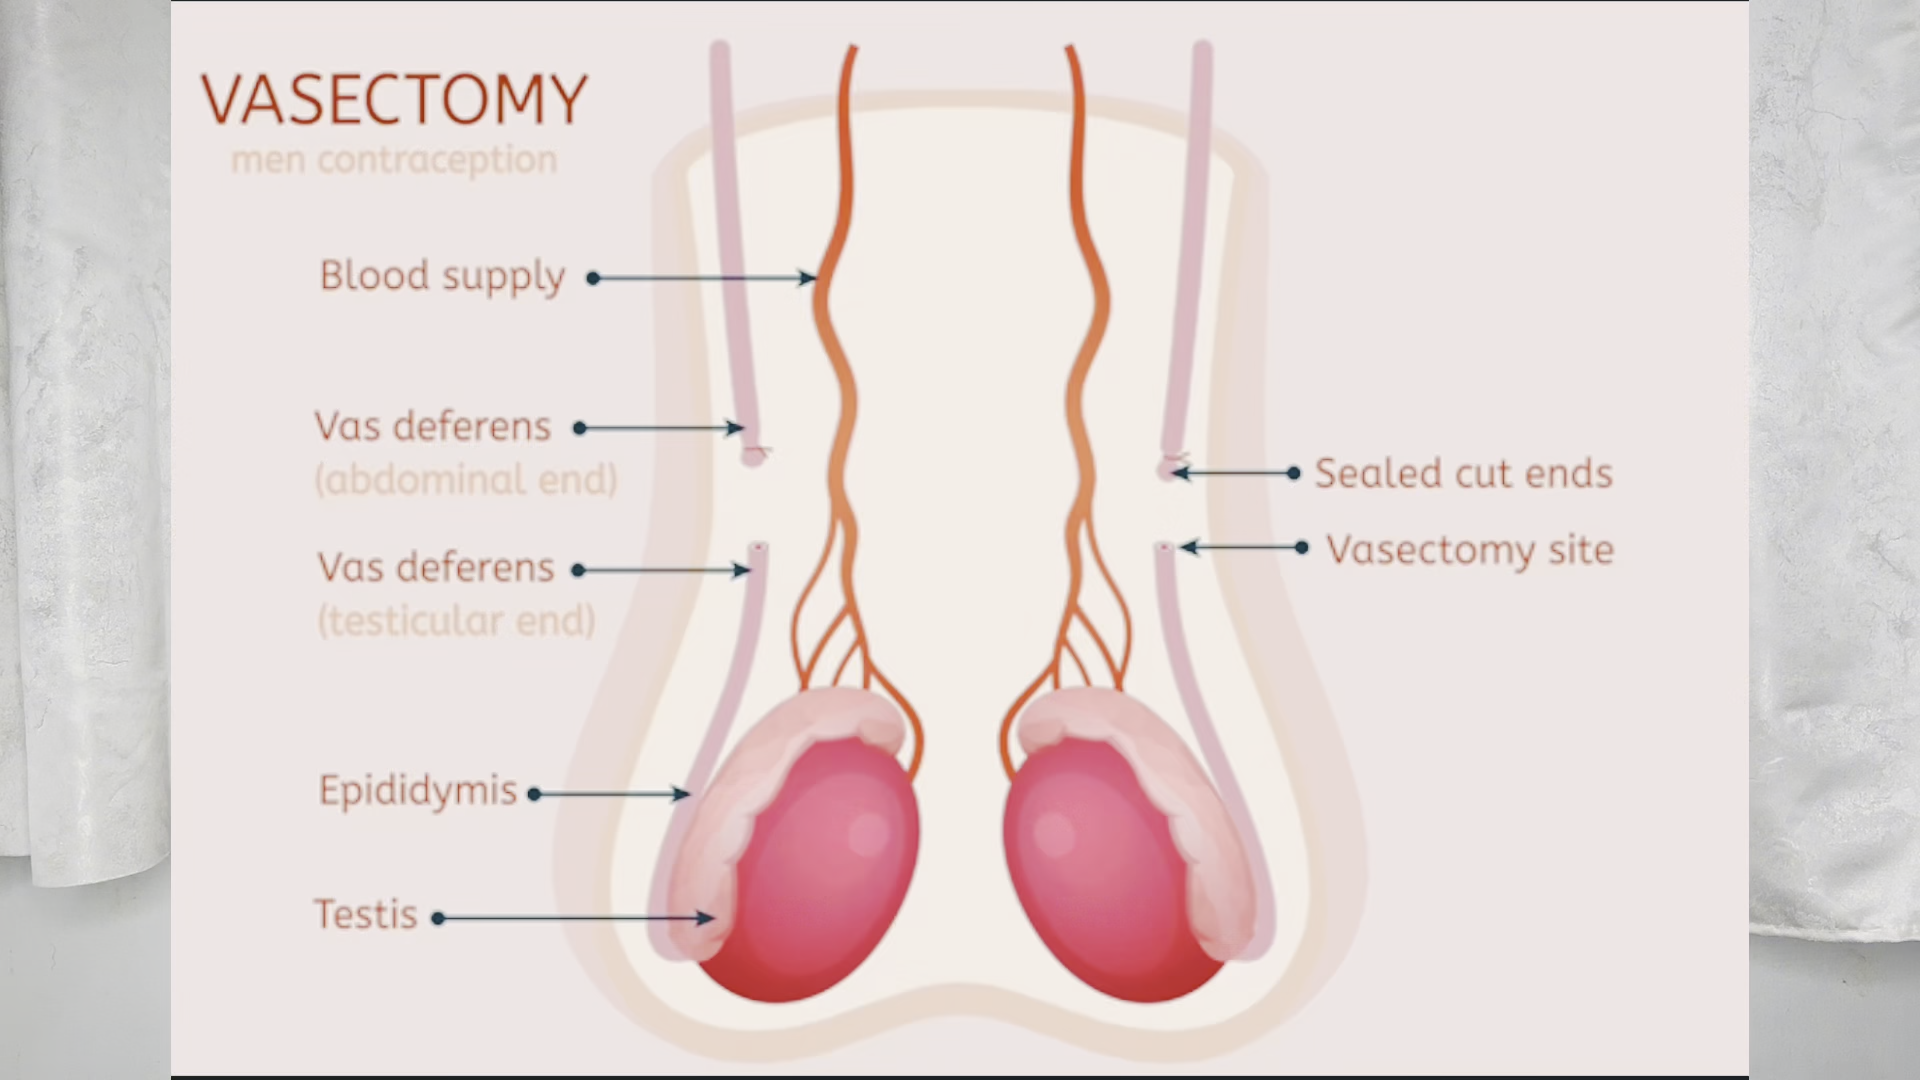 VASECTOMY
men contraception
Blood supply
Vas deferens
(abdominal end)
Sealed cut ends
Vasectomy site
Vas deferens
(testicular end)
Epididymis
Testis